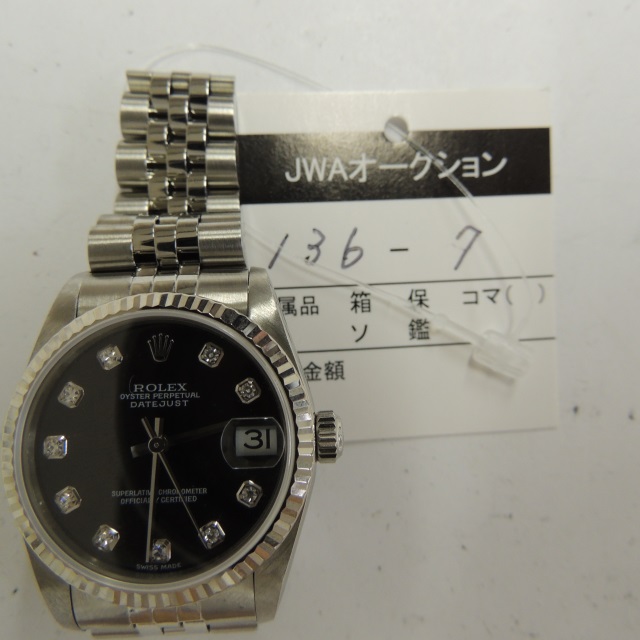 JWAオークション
136-7
属品 箱 保 コマ( )
ソ 鑑
金額
ROLEX
OYSTER PERPETUAL
DATEJUST
31
SUPERLATIVE CHRONOMETER
OFFICIALLY CERTIFIED
SWISS MADE